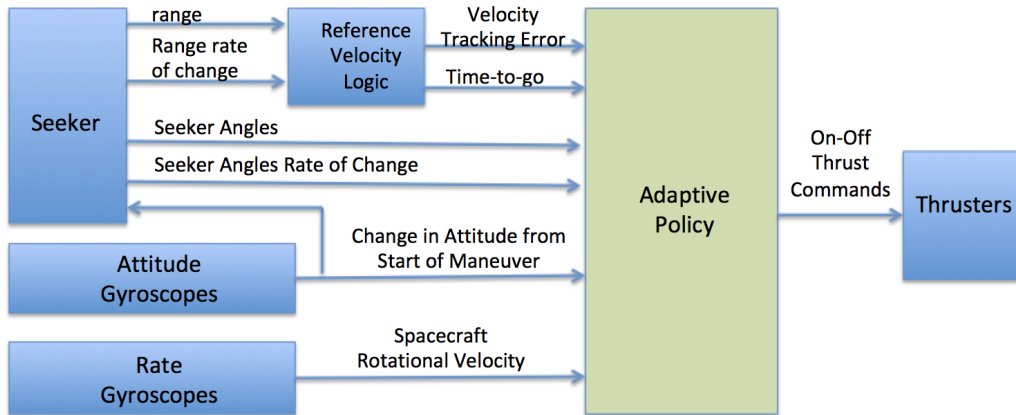 range
Range rate
of change
Seeker
Reference
Velocity
Logic
Velocity
Tracking Error
Time-to-go
Seeker Angles
Seeker Angles Rate of Change
Adaptive
Policy
On-Off
Thrust
Commands
Thrusters
Attitude
Gyroscopes
Change in Attitude from
Start of Maneuver
Rate
Gyroscopes
Spacecraft
Rotational Velocity